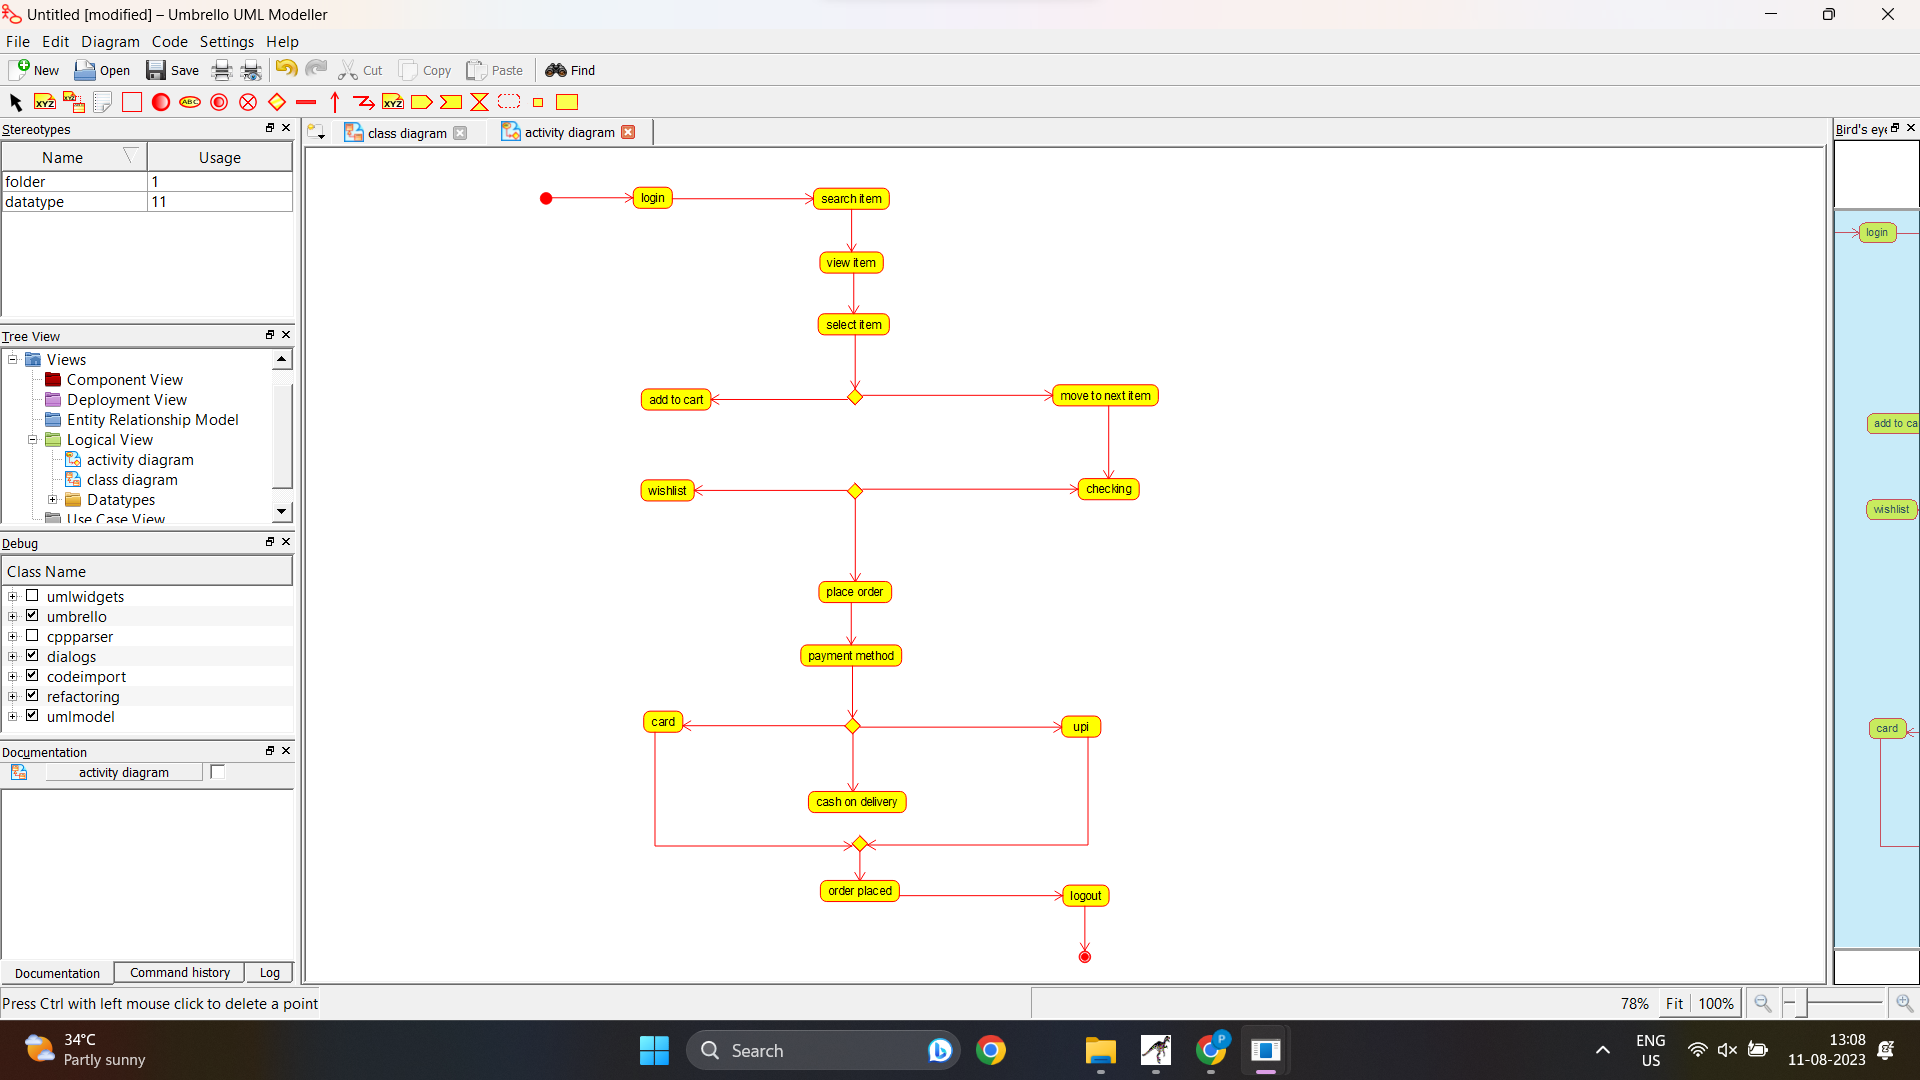 Untitled [modified] – Umbrello UML Modeller
File Edit Diagram Code Settings Help
New Open Save Cut Copy Paste Find
XYZ XYZ ABC XYZ
Stereotypes
Name Usage
folder 1
datatype 11
Tree View
Views
Component View
Deployment View
Entity Relationship Model
Logical View
activity diagram
class diagram
Datatypes
Use Case View
Debug
Class Name
umlwidgets
umbrello
cppparser
dialogs
codeimport
refactoring
umlmodel
Documentation
activity diagram
Documentation Command history Log
class diagram activity diagram
login search item
view item
select item
add to cart move to next item
wishlist checking
place order
payment method
card upi
cash on delivery
order placed logout
Bird's eye
login
add to ca
wishlist
card
Press Ctrl with left mouse click to delete a point
78% Fit 100%
34°C
Partly sunny
Search
P
ENG
US
13:08
11-08-2023